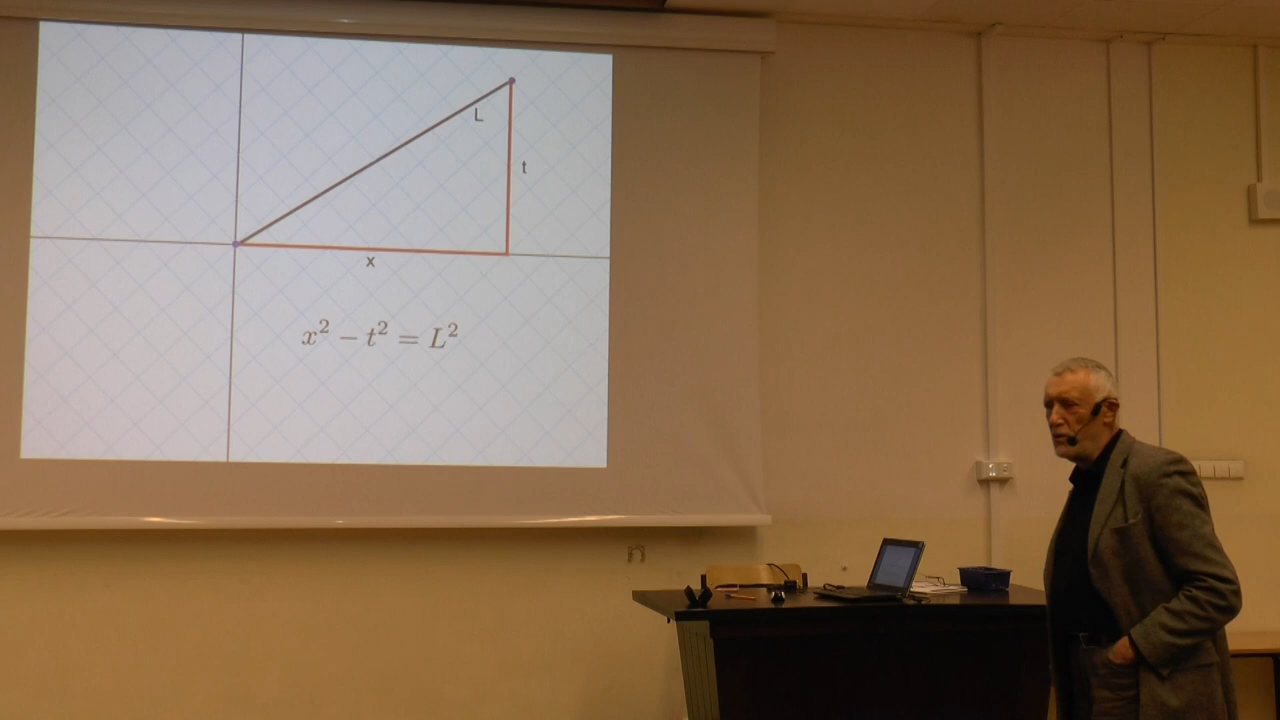 L
t
x
x² − t² = L²